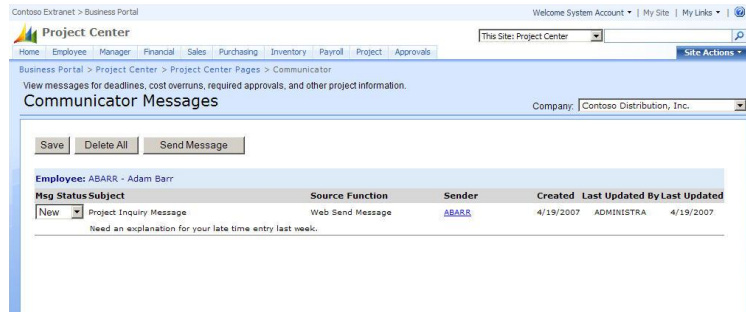 Contoso Extranet > Business Portal
Welcome System Account | My Site | My Links |
Project Center
This Site: Project Center
Home Employee Manager Financial Sales Purchasing Inventory Payroll Project Approvals
Site Actions
Business Portal > Project Center > Project Center Pages > Communicator
View messages for deadlines, cost overruns, required approvals, and other project information.
Communicator Messages
Company: Contoso Distribution, Inc.
Save Delete All Send Message
Employee: ABARR - Adam Barr
Msg Status Subject Source Function Sender Created Last Updated By Last Updated
New Project Inquiry Message Web Send Message ABARR 4/19/2007 ADMINISTRA 4/19/2007
Need an explanation for your late time entry last week.